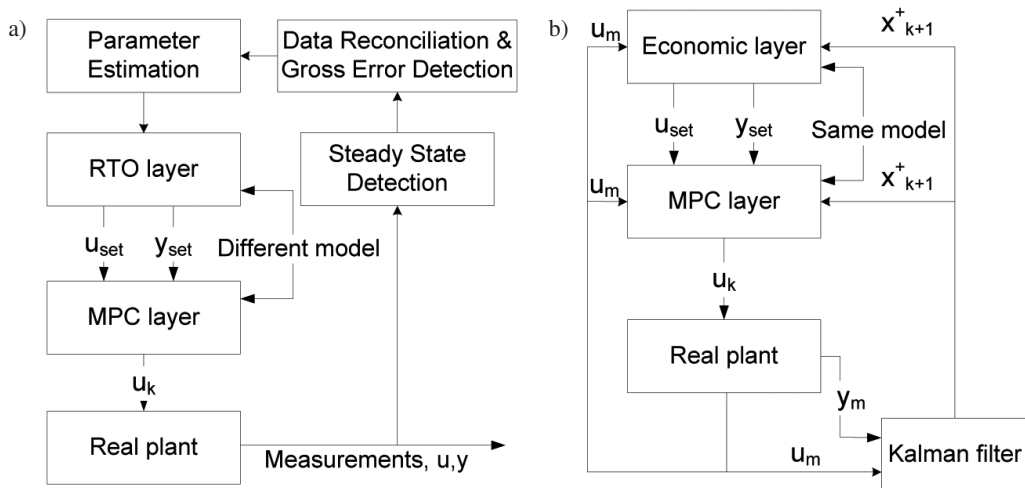 a)
Parameter
Estimation
Data Reconciliation &
Gross Error Detection
RTO layer
Steady State
Detection
u_set
y_set
Different model
MPC layer
u_k
Real plant
Measurements, u,y
b)
u_m
Economic layer
x^+_{k+1}
u_set
y_set
Same model
u_m
MPC layer
x^+_{k+1}
u_k
Real plant
y_m
u_m
Kalman filter